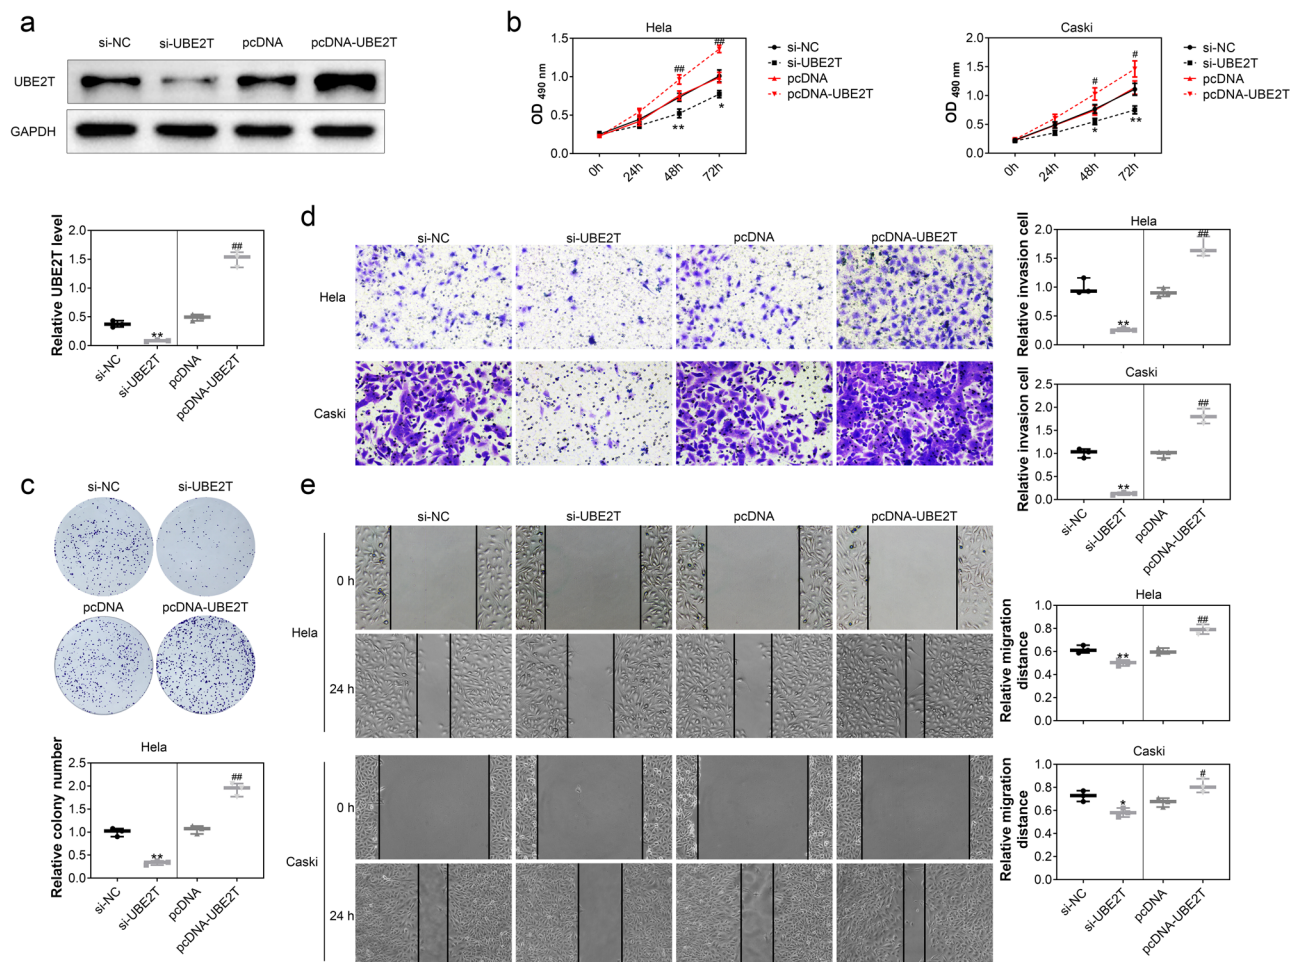 a
si-NC si-UBE2T pcDNA pcDNA-UBE2T
UBE2T
GAPDH
Relative UBE2T level
2.0
1.5
1.0
0.5
0.0
**
##
si-NC
si-UBE2T
pcDNA
pcDNA-UBE2T
b
Hela
OD 490 nm
1.5
1.0
0.5
0.0
##
##
**
*
0h
24h
48h
72h
si-NC
si-UBE2T
pcDNA
pcDNA-UBE2T
Caski
OD 490 nm
2.0
1.5
1.0
0.5
0.0
#
#
*
**
0h
24h
48h
72h
si-NC
si-UBE2T
pcDNA
pcDNA-UBE2T
c
si-NC si-UBE2T
pcDNA pcDNA-UBE2T
Hela
Relative colony number
2.5
2.0
1.5
1.0
0.5
0.0
**
##
si-NC
si-UBE2T
pcDNA
pcDNA-UBE2T
d
si-NC si-UBE2T pcDNA pcDNA-UBE2T
Hela
Caski
Hela
Relative invasion cell
2.0
1.5
1.0
0.5
0.0
**
##
Caski
Relative invasion cell
2.5
2.0
1.5
1.0
0.5
0.0
**
##
si-NC
si-UBE2T
pcDNA
pcDNA-UBE2T
e
si-NC si-UBE2T pcDNA pcDNA-UBE2T
0 h
Hela
24 h
0 h
Caski
24 h
Hela
Relative migration
distance
1.0
0.8
0.6
0.4
0.2
0.0
**
##
Caski
Relative migration
distance
1.0
0.8
0.6
0.4
0.2
0.0
*
#
si-NC
si-UBE2T
pcDNA
pcDNA-UBE2T